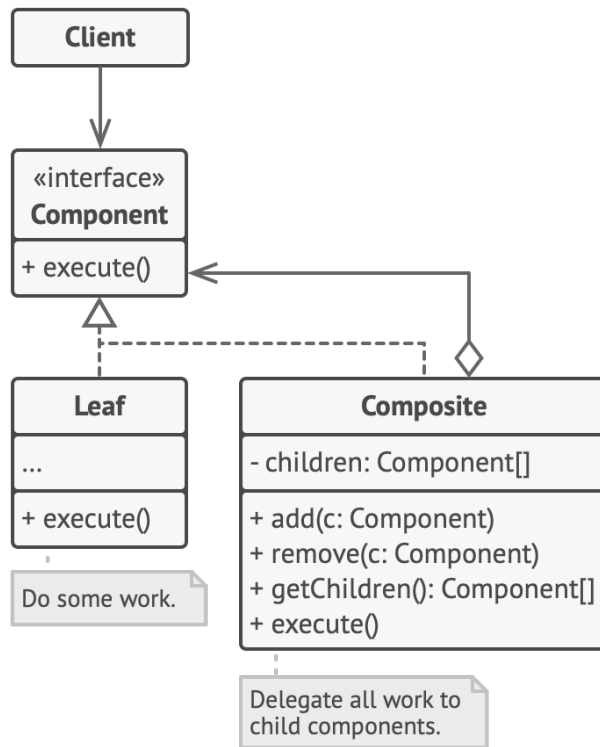 Client
«interface»
Component
+ execute()
Leaf
...
+ execute()
Do some work.
Composite
- children: Component[]
+ add(c: Component)
+ remove(c: Component)
+ getChildren(): Component[]
+ execute()
Delegate all work to
child components.